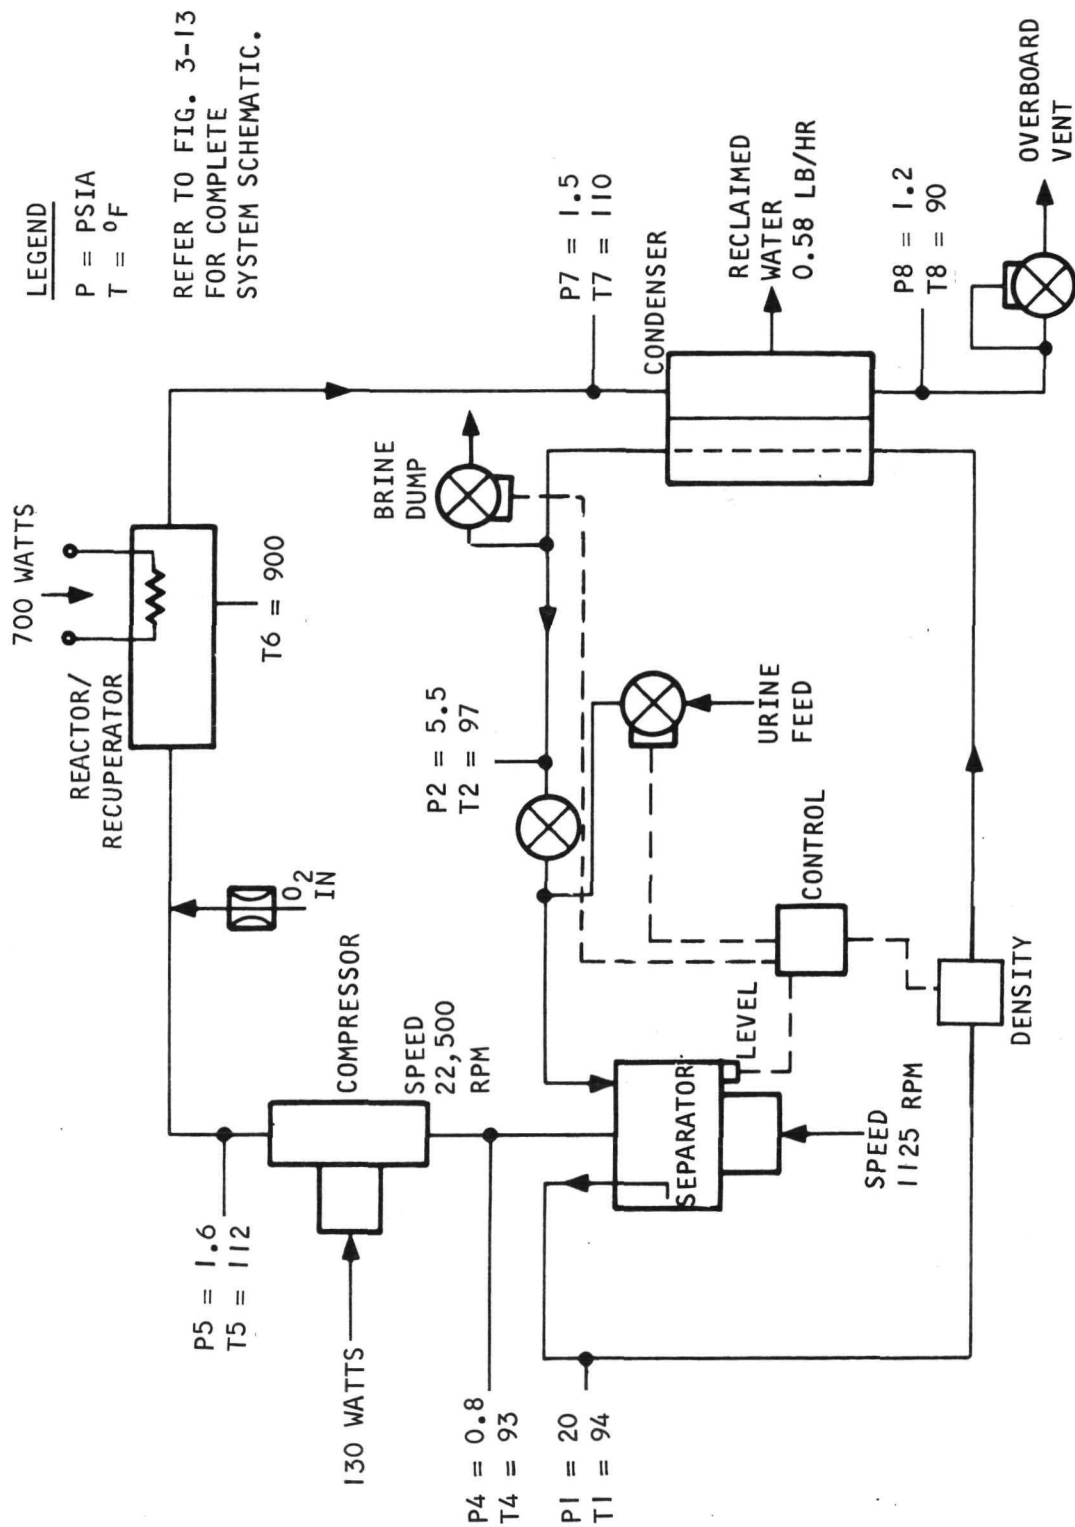 LEGEND
P = PSIA
T = ºF
REFER TO FIG. 3-13
FOR COMPLETE
SYSTEM SCHEMATIC.
700 WATTS
REACTOR/
RECUPERATOR
T6 = 900
O2
IN
P5 = 1.6
T5 = 112
COMPRESSOR
130 WATTS
SPEED
22,500
RPM
P4 = 0.8
T4 = 93
P1 = 20
T1 = 94
SEPARATOR
LEVEL
SPEED
1125 RPM
CONTROL
DENSITY
URINE
FEED
P2 = 5.5
T2 = 97
BRINE
DUMP
P7 = 1.5
T7 = 110
CONDENSER
RECLAIMED
WATER
0.58 LB/HR
P8 = 1.2
T8 = 90
OVERBOARD
VENT